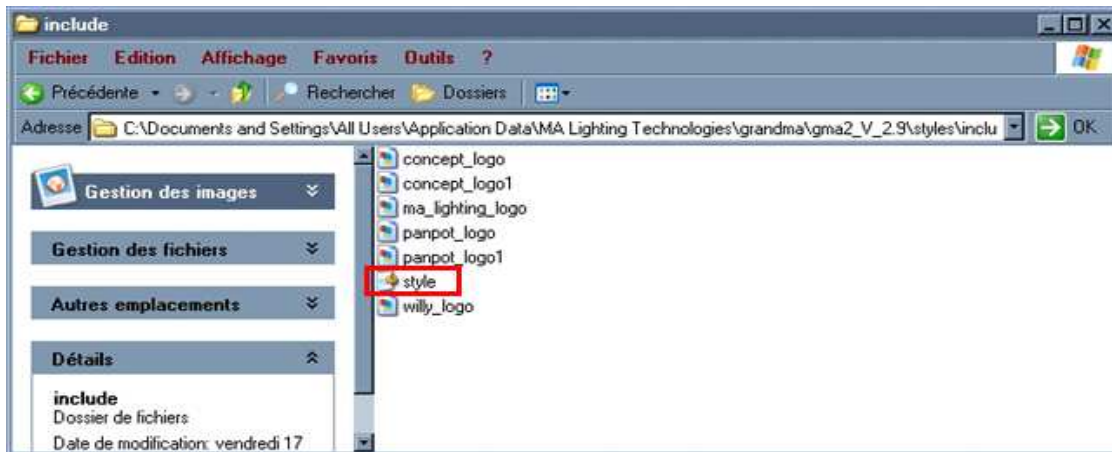 include
Fichier Edition Affichage Favoris Outils ?
Précédente Rechercher Dossiers
Adresse C:\Documents and Settings\All Users\Application Data\MA Lighting Technologies\grandma\gma2_V_2.9\styles\inclu OK
Gestion des images
Gestion des fichiers
Autres emplacements
Détails
include
Dossier de fichiers
Date de modification: vendredi 17
concept_logo
concept_logo1
ma_lighting_logo
panpot_logo
panpot_logo1
style
willy_logo